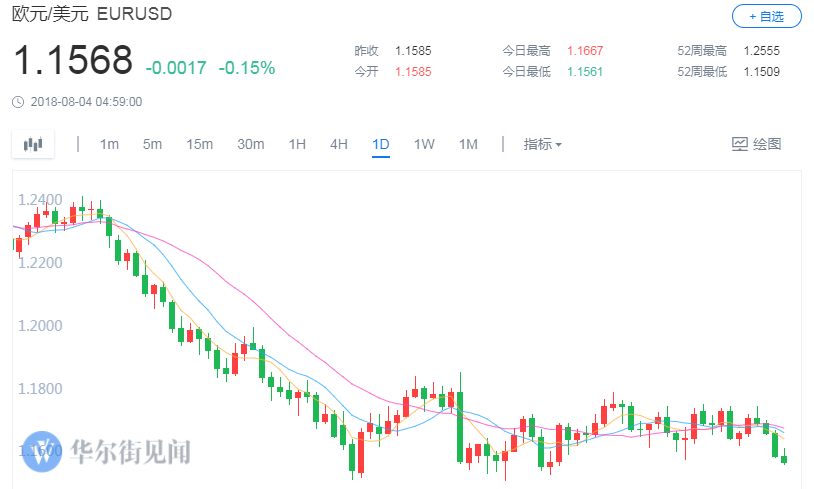 欧元/美元 EURUSD
+ 自选
1.1568 -0.0017 -0.15%
昨收 1.1585 今日最高 1.1667 52周最高 1.2555
今开 1.1585 今日最低 1.1561 52周最低 1.1509
2018-08-04 04:59:00
1m 5m 15m 30m 1H 4H 1D 1W 1M 指标 绘图
1.2400
1.2200
1.2000
1.1800
1.1600
华尔街见闻